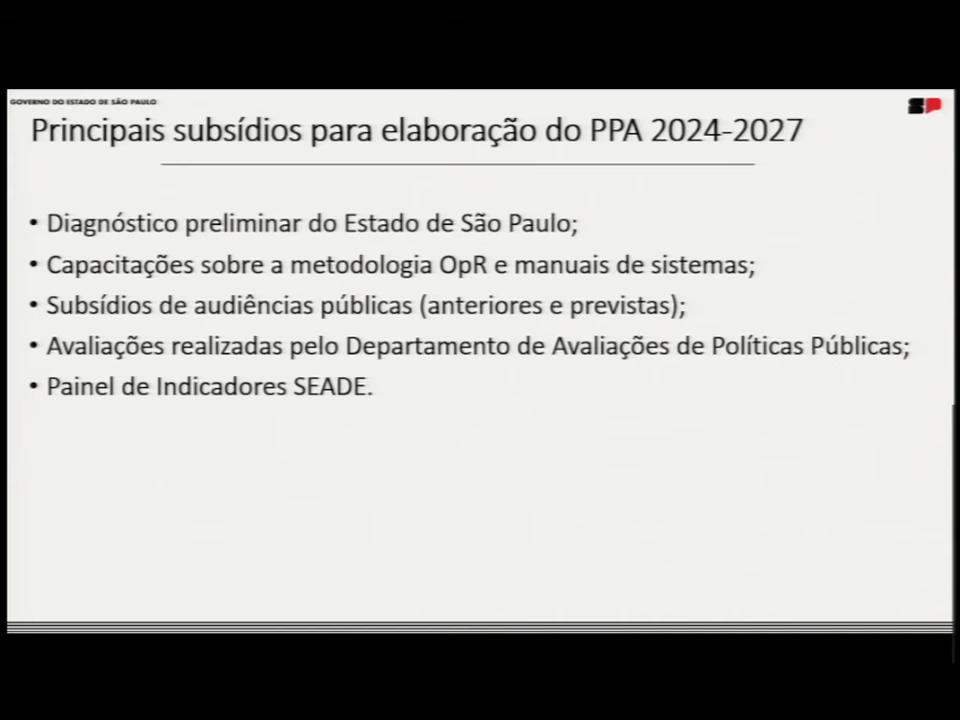 GOVERNO DO ESTADO DE SÃO PAULO
SP
Principais subsídios para elaboração do PPA 2024-2027
• Diagnóstico preliminar do Estado de São Paulo;
• Capacitações sobre a metodologia OpR e manuais de sistemas;
• Subsídios de audiências públicas (anteriores e previstas);
• Avaliações realizadas pelo Departamento de Avaliações de Políticas Públicas;
• Painel de Indicadores SEADE.